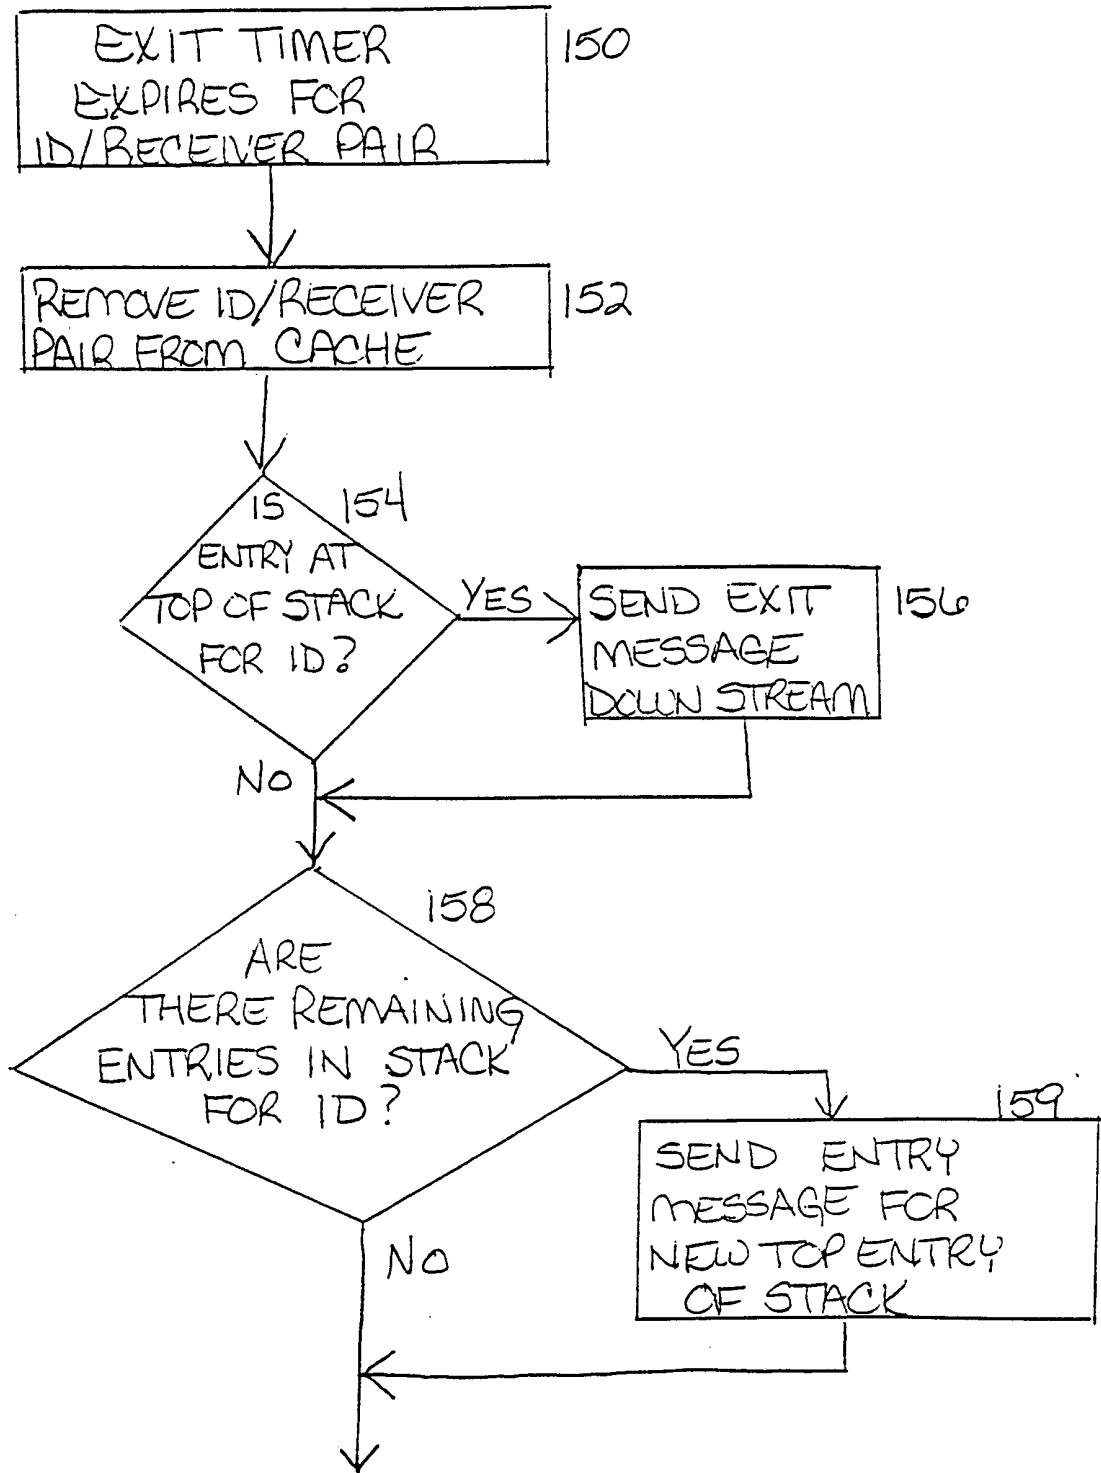 EXIT TIMER
EXPIRES FOR
ID/RECEIVER PAIR
150
REMOVE ID/RECEIVER
PAIR FROM CACHE
152
IS
154
ENTRY AT
TOP OF STACK
FOR ID?
YES
SEND EXIT
MESSAGE
DOWN STREAM
156
NO
158
ARE
THERE REMAINING
ENTRIES IN STACK
FOR ID?
YES
159
SEND ENTRY
MESSAGE FOR
NEW TOP ENTRY
OF STACK
NO